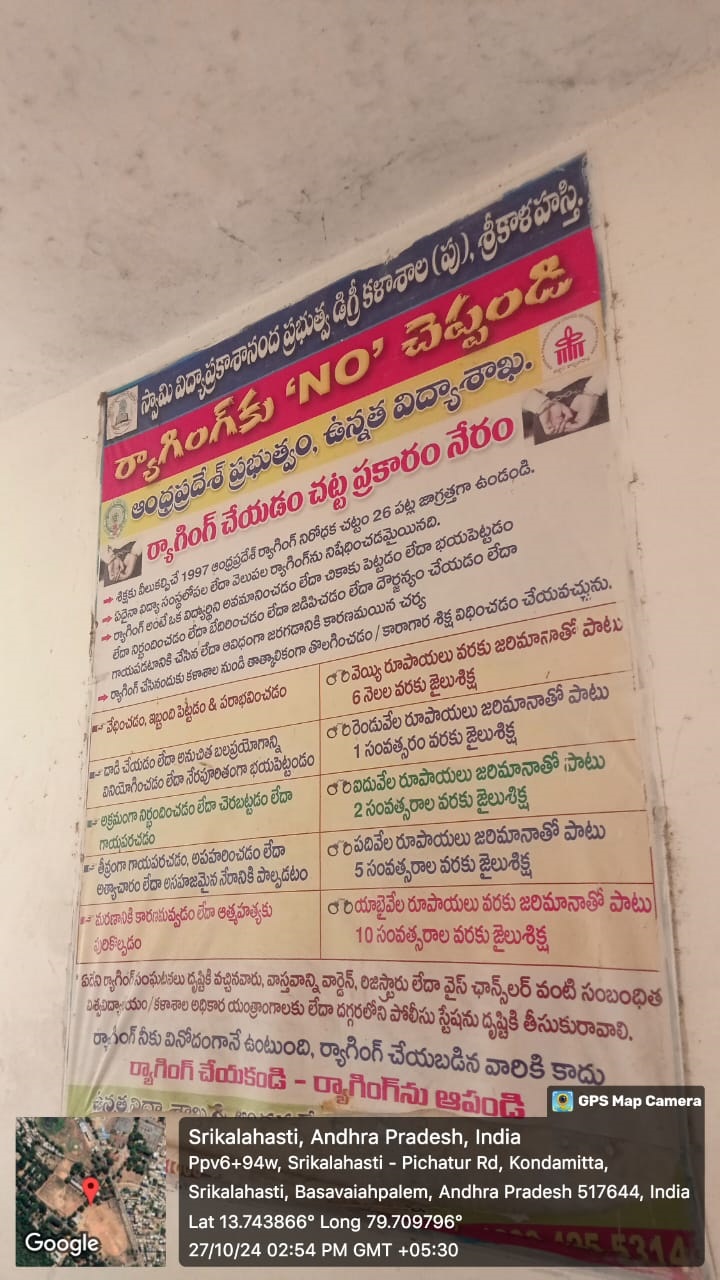 స్వామి విద్యాప్రకాశానంద ప్రభుత్వ డిగ్రీ కళాశాల (పు), శ్రీకాళహస్తి.
ర్యాగింగ్‌కు ‘NO’ చెప్పండి
ఆంధ్రప్రదేశ్ ప్రభుత్వం, ఉన్నత విద్యాశాఖ.
ర్యాగింగ్ చేయడం చట్ట ప్రకారం నేరం
శిక్షకు వీలుకల్పిచే 1997 ఆంధ్రప్రదేశ్ ర్యాగింగ్ నిరోధక చట్టం 26 పట్ల జాగ్రత్తగా ఉండండి.
ఏదైనా విద్యా సంస్థలోపల లేదా వెలుపల ర్యాగింగ్‌ను నిషేధించడమైయినది.
ర్యాగింగ్ అంటే ఒక విద్యార్థిని అవమానించడం లేదా చికాకు పెట్టడం లేదా భయపెట్టడం
లేదా నిర్భందించడం లేదా బేదిరించడం లేదా జడిపించడం లేదా దౌర్జన్యం చేయడం లేదా
గాయపడటానికి చేసిన లేదా ఆవిధంగా జరగడానికి కారణమయిన చర్య
ర్యాగింగ్ చేసినందుకు కళాశాల నుండి తాత్కాలికంగా తొలగించడం / కారాగార శిక్ష విధించడం చేయవచ్చును.
వేధించడం, ఇబ్బంది పెట్టడం & పరాభవించడం
వెయ్యి రూపాయలు వరకు జరిమానాతో పాటు
6 నెలల వరకు జైలుశిక్ష
దాడి చేయడం లేదా అనుచిత బలప్రయోగాన్ని
వినియోగించడం లేదా నేరపూరితంగా భయపెట్టడం
రెండువేల రూపాయలు జరిమానాతో పాటు
1 సంవత్సరం వరకు జైలుశిక్ష
అక్రమంగా నిర్భందించడం లేదా చెరబట్టడం లేదా
గాయపరచడం
ఐదువేల రూపాయలు జరిమానాతో పాటు
2 సంవత్సరాల వరకు జైలుశిక్ష
తీవ్రంగా గాయపరచడం, అపహరించడం లేదా
అత్యాచారం లేదా అసహజమైన నేరానికి పాల్పడటం
పదివేల రూపాయలు జరిమానాతో పాటు
5 సంవత్సరాల వరకు జైలుశిక్ష
మరణానికి కారణమవ్వడం లేదా ఆత్మహత్యకు
పురికొల్పడం
యాభైవేల రూపాయలు వరకు జరిమానాతో పాటు
10 సంవత్సరాల వరకు జైలుశిక్ష
* ఏదేని ర్యాగింగ్ సంఘటనలు దృష్టికి వచ్చినవారు, వాస్తవాన్ని వార్డెన్, రిజిస్ట్రారు లేదా వైస్ ఛాన్స్‌లర్ వంటి సంబంధిత
విశ్వవిద్యాలయం/కళాశాల అధికార యంత్రాంగాలకు లేదా దగ్గరలోని పోలీసు స్టేషను దృష్టికి తీసుకురావాలి.
ర్యాగింగ్ నీకు వినోదంగానే ఉంటుంది, ర్యాగింగ్ చేయబడిన వారికి కాదు
ర్యాగింగ్ చేయకండి - ర్యాగింగ్‌ను ఆపండి
GPS Map Camera
Srikalahasti, Andhra Pradesh, India
Ppv6+94w, Srikalahasti - Pichatur Rd, Kondamitta,
Srikalahasti, Basavaiahpalem, Andhra Pradesh 517644, India
Lat 13.743866° Long 79.709796°
27/10/24 02:54 PM GMT +05:30
Google